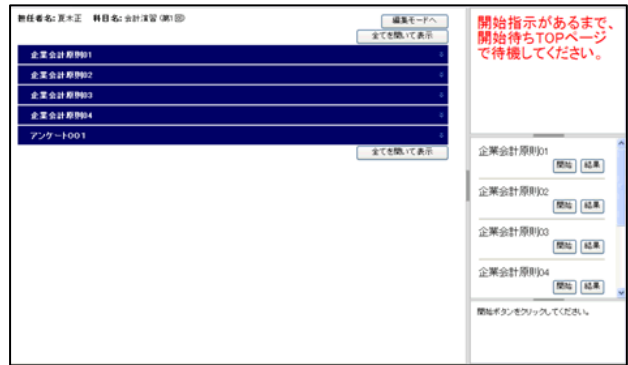 担任者名: 夏木正 科目名: 会計演習 (第1回)
編集モードへ
全てを開いて表示
企業会計原則01
企業会計原則02
企業会計原則03
企業会計原則04
アンケート001
全てを開いて表示
開始指示があるまで、
開始待ちTOPページ
で待機してください。
企業会計原則01
開始 結果
企業会計原則02
開始 結果
企業会計原則03
開始 結果
企業会計原則04
開始 結果
開始ボタンをクリックしてください。